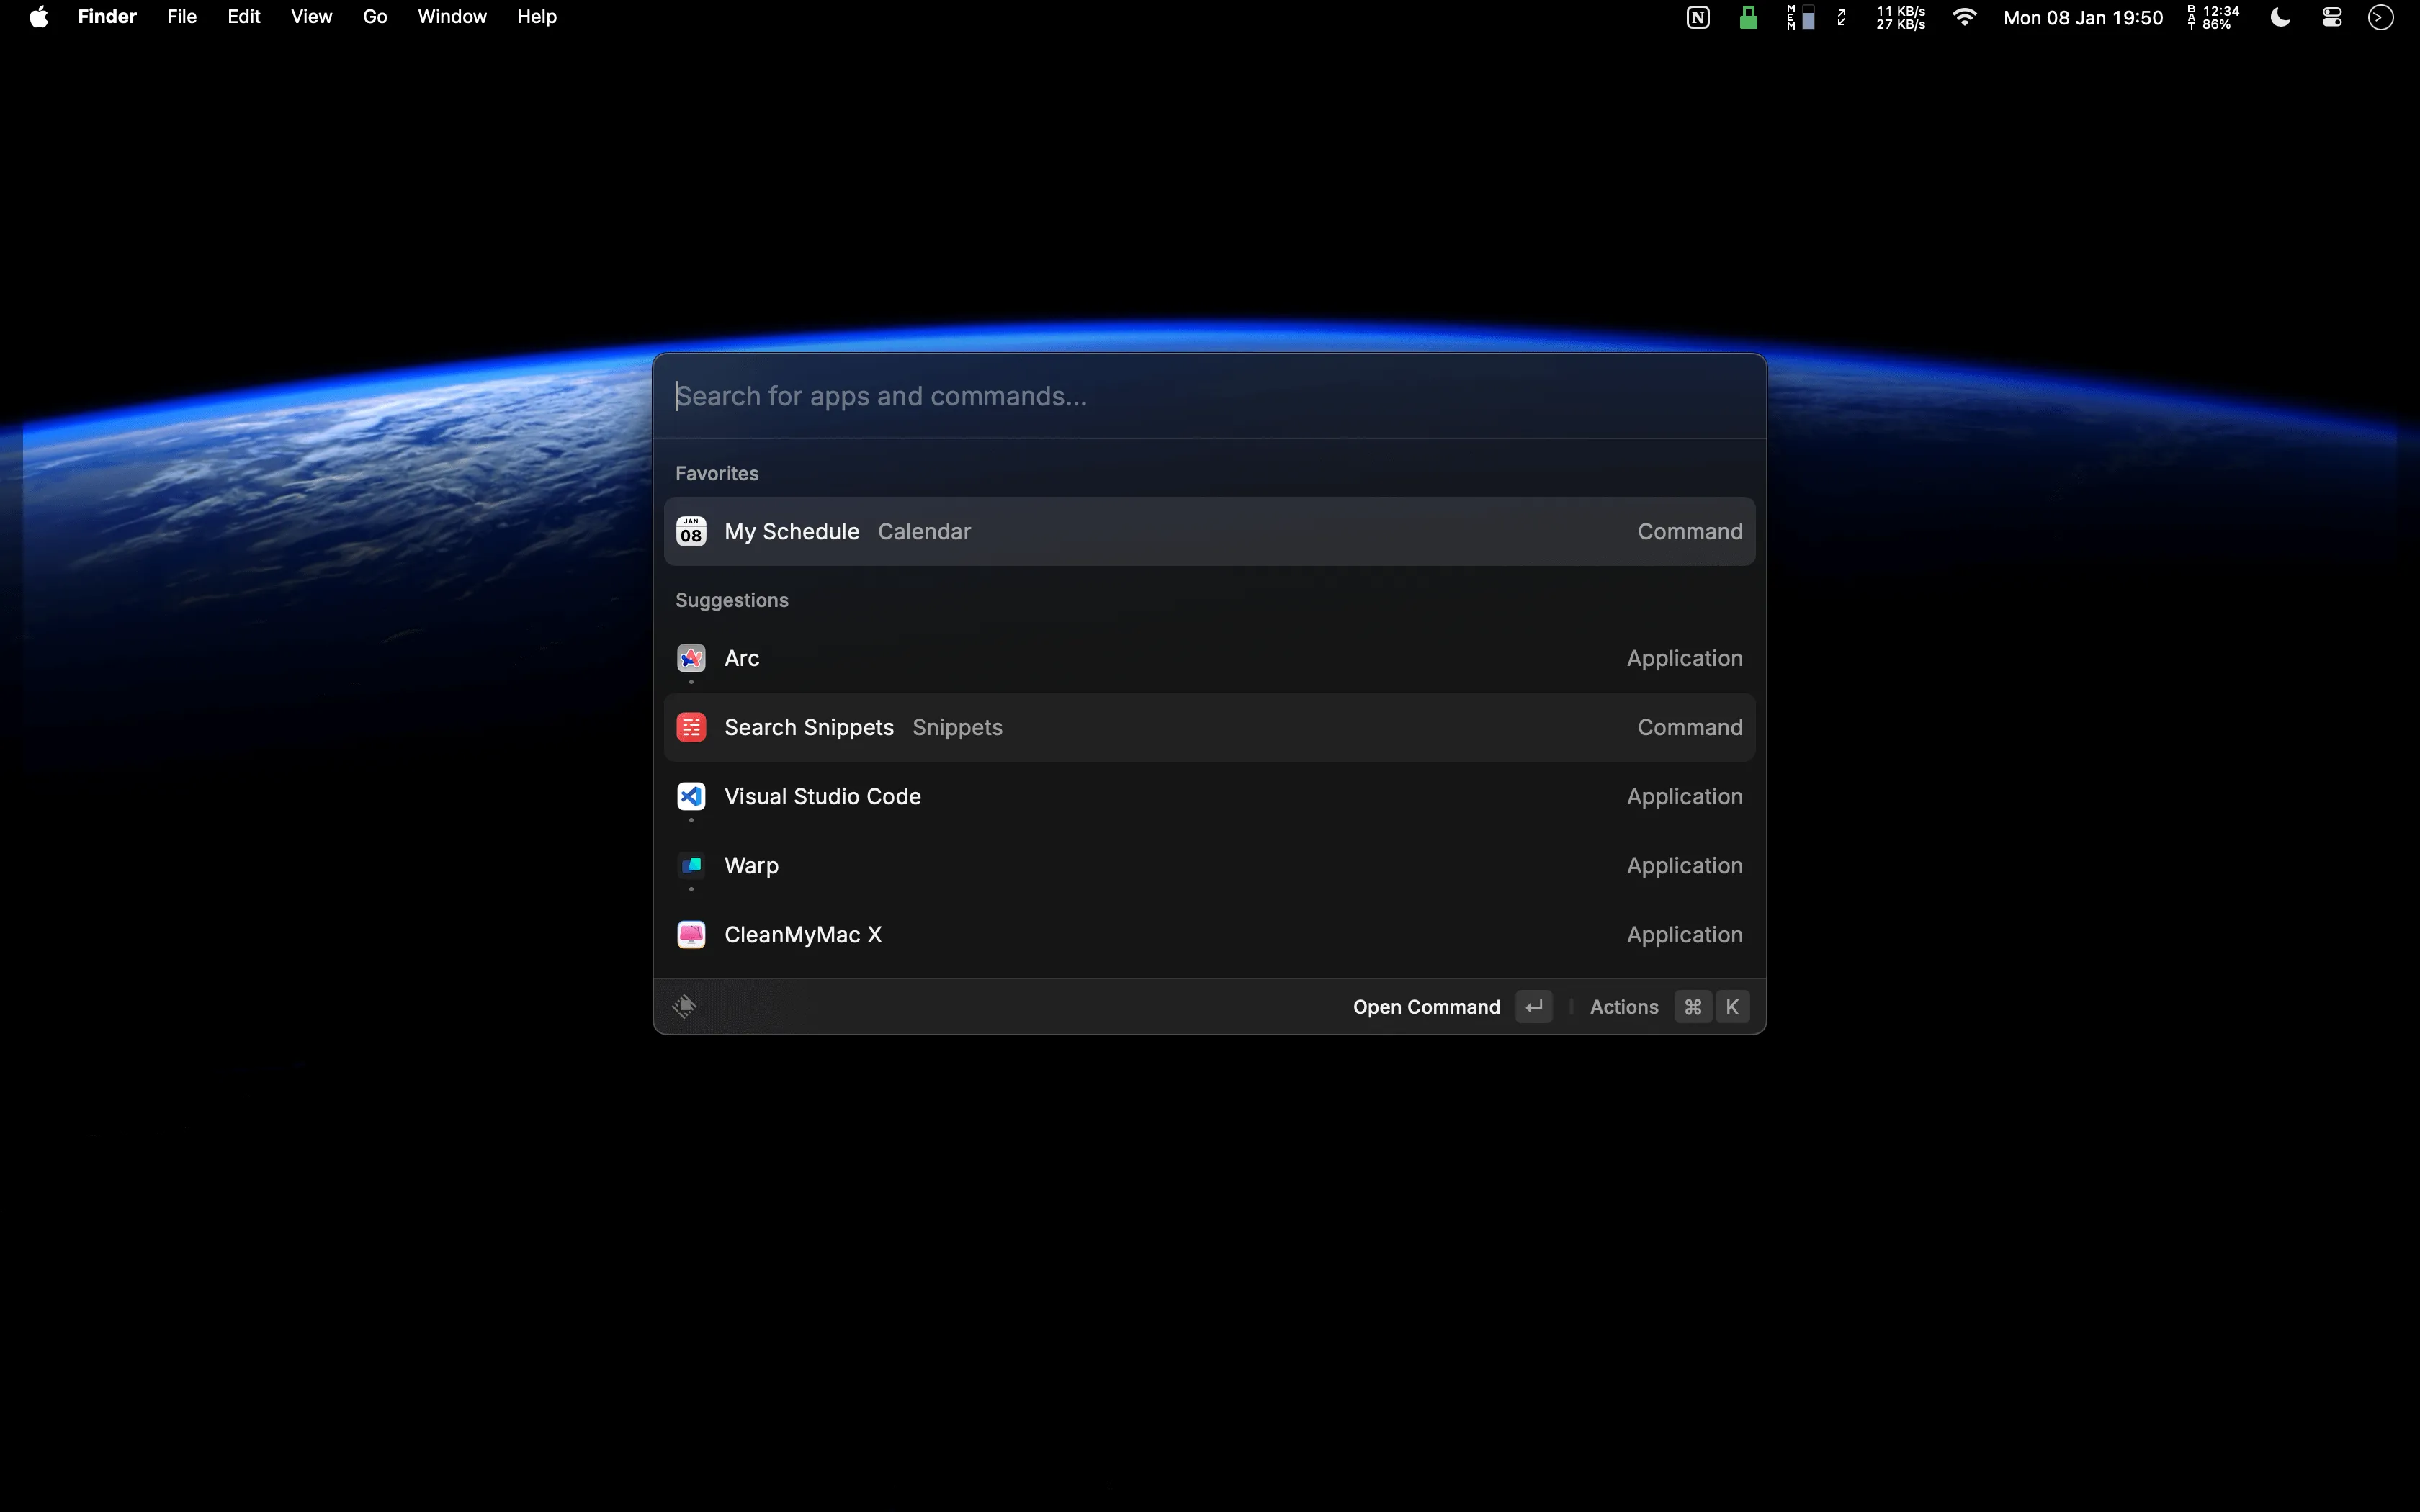 Finder File Edit View Go Window Help
N MEM 11 KB/s Mon 08 Jan 19:50 BAT 12:34
27 KB/s 86%
Search for apps and commands...
Favorites
JAN 08 My Schedule Calendar Command
Suggestions
Arc Application
Search Snippets Snippets Command
Visual Studio Code Application
Warp Application
CleanMyMac X Application
Open Command ↵ Actions ⌘ K